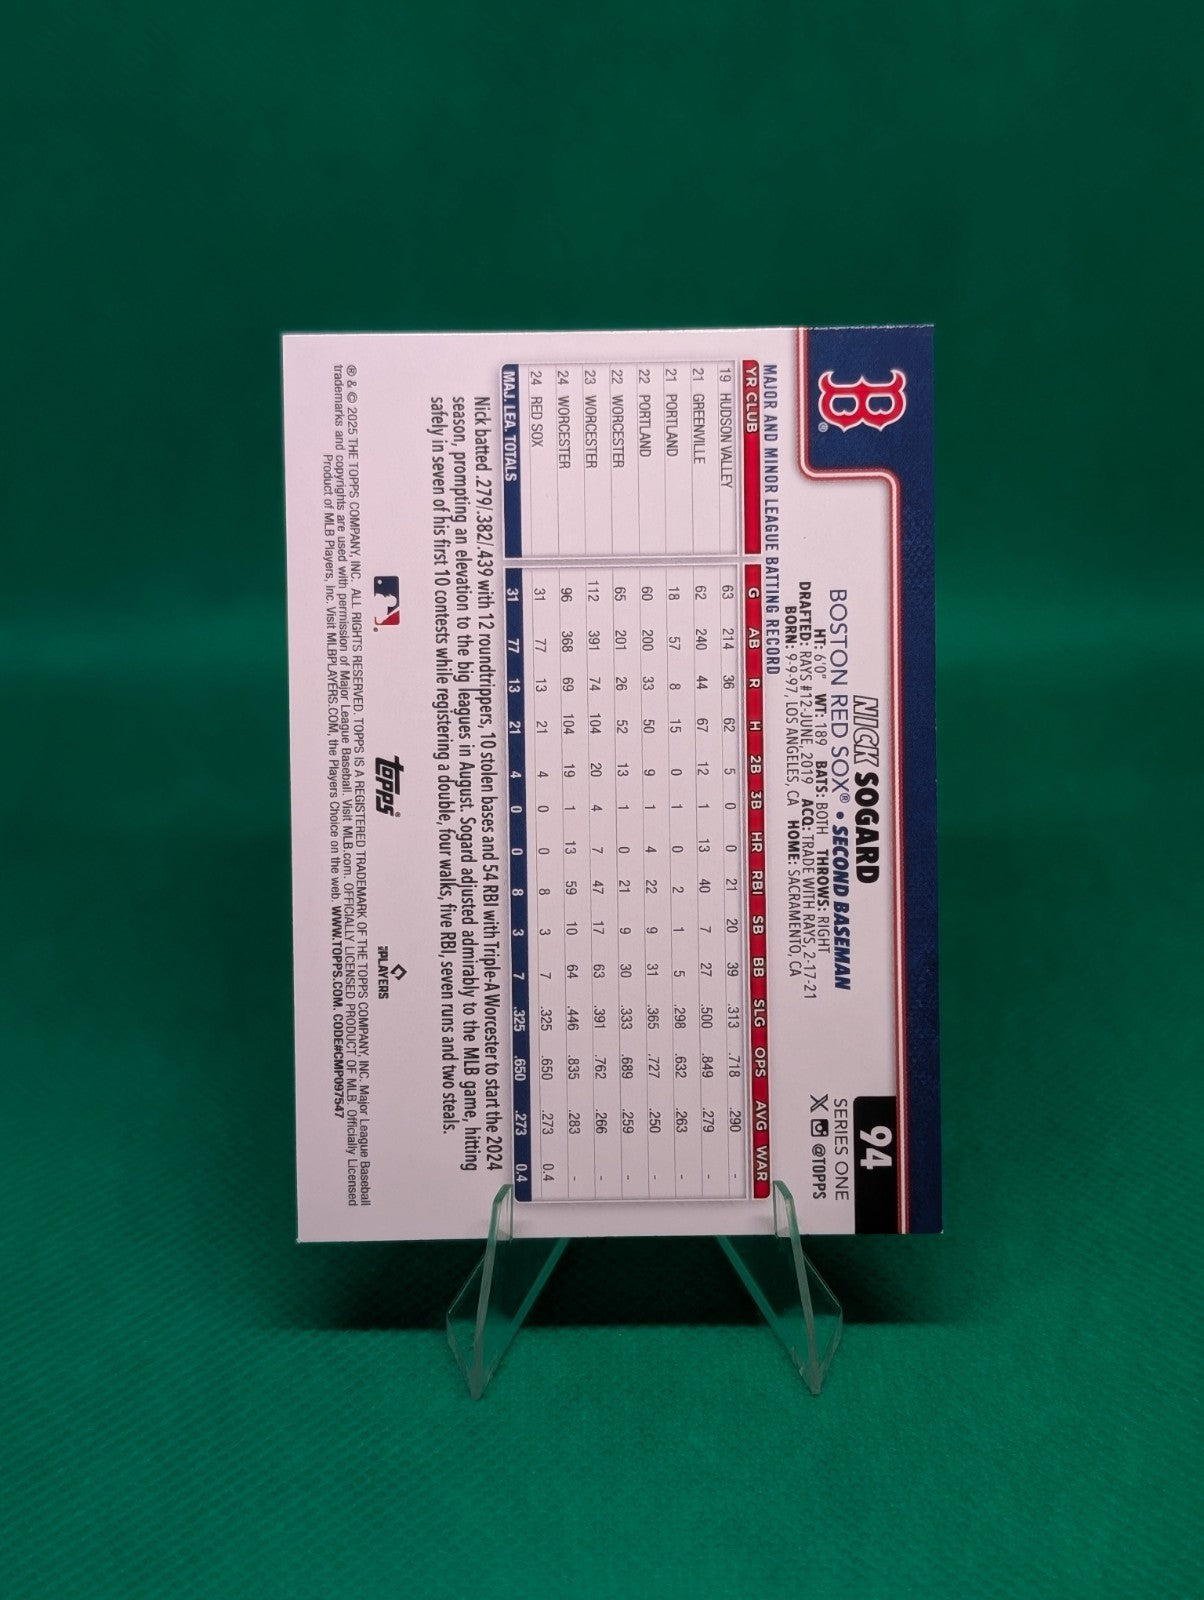 B®
94
NICK SOGARD
SERIES ONE
BOSTON RED SOX® • SECOND BASEMAN
X @TOPPS
HT: 6'0" WT: 189 BATS: BOTH THROWS: RIGHT
DRAFTED: RAYS #12-JUNE, 2019 ACQ: TRADE WITH RAYS, 2-17-21
BORN: 9-9-97, LOS ANGELES, CA HOME: SACRAMENTO, CA
MAJOR AND MINOR LEAGUE BATTING RECORD
YR CLUB G AB R H 2B 3B HR RBI SB BB SLG OPS AVG WAR
19 HUDSON VALLEY 63 214 36 62 5 0 0 21 20 39 .313 .718 .290 -
21 GREENVILLE 62 240 44 67 12 1 13 40 7 27 .500 .849 .279 -
21 PORTLAND 18 57 8 15 0 1 0 2 1 5 .298 .632 .263 -
22 PORTLAND 60 200 33 50 9 1 4 22 9 31 .365 .727 .250 -
22 WORCESTER 65 201 26 52 13 1 0 21 9 30 .333 .689 .259 -
23 WORCESTER 112 391 74 104 20 4 7 47 17 63 .391 .762 .266 -
24 WORCESTER 96 368 69 104 19 1 13 59 10 64 .446 .835 .283 -
24 RED SOX 31 77 13 21 4 0 0 8 3 7 .325 .650 .273 0.4
MAJ. LEA. TOTALS 31 77 13 21 4 0 0 8 3 7 .325 .650 .273 0.4
Nick batted .279/.382/.439 with 12 roundtrippers, 10 stolen bases and 54 RBI with Triple-A Worcester to start the 2024
season, prompting an elevation to the big leagues in August. Sogard adjusted admirably to the MLB game, hitting
safely in seven of his first 10 contests while registering a double, four walks, five RBI, seven runs and two steals.
topps®
PLAYERS
® & © 2025 THE TOPPS COMPANY, INC. ALL RIGHTS RESERVED. TOPPS IS A REGISTERED TRADEMARK OF THE TOPPS COMPANY, INC. Major League Baseball
trademarks and copyrights are used with permission of Major League Baseball. Visit MLB.com. OFFICIALLY LICENSED PRODUCT OF MLB. Officially Licensed
Product of MLB Players, Inc. Visit MLBPLAYERS.COM, the Players Choice on the web. WWW.TOPPS.COM. CODE#CMP097547